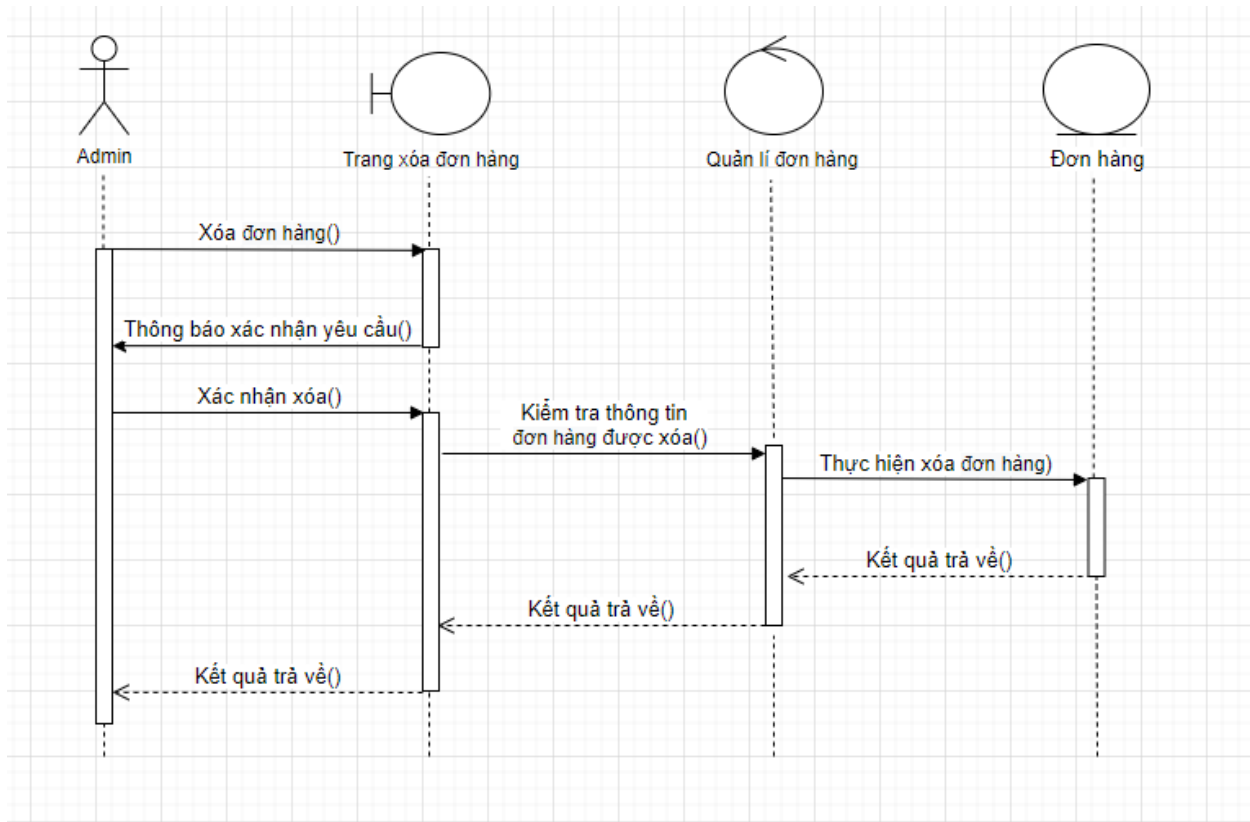 Admin
Trang xóa đơn hàng
Quản lí đơn hàng
Đơn hàng
Xóa đơn hàng()
Thông báo xác nhận yêu cầu()
Xác nhận xóa()
Kiểm tra thông tin
đơn hàng được xóa()
Thực hiện xóa đơn hàng)
Kết quả trả về()
Kết quả trả về()
Kết quả trả về()